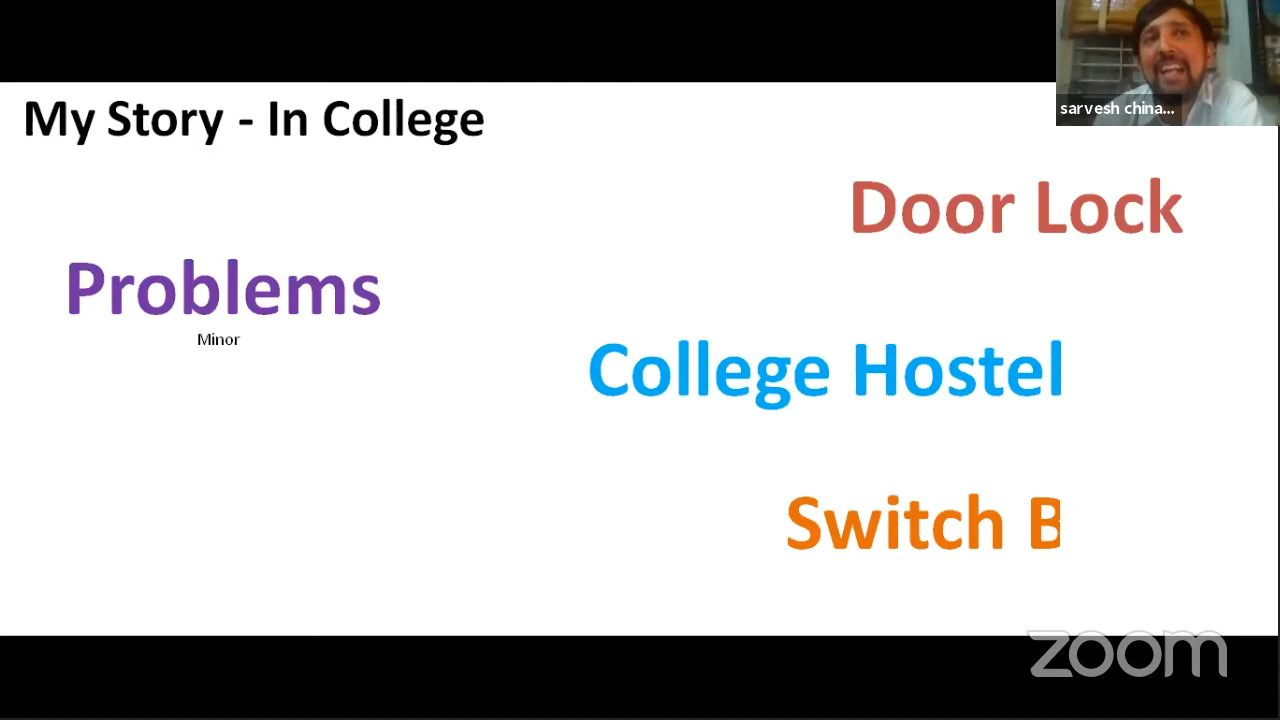 sarvesh china...
My Story - In College
Door Lock
Problems
Minor
College Hostel
Switch B
zoom